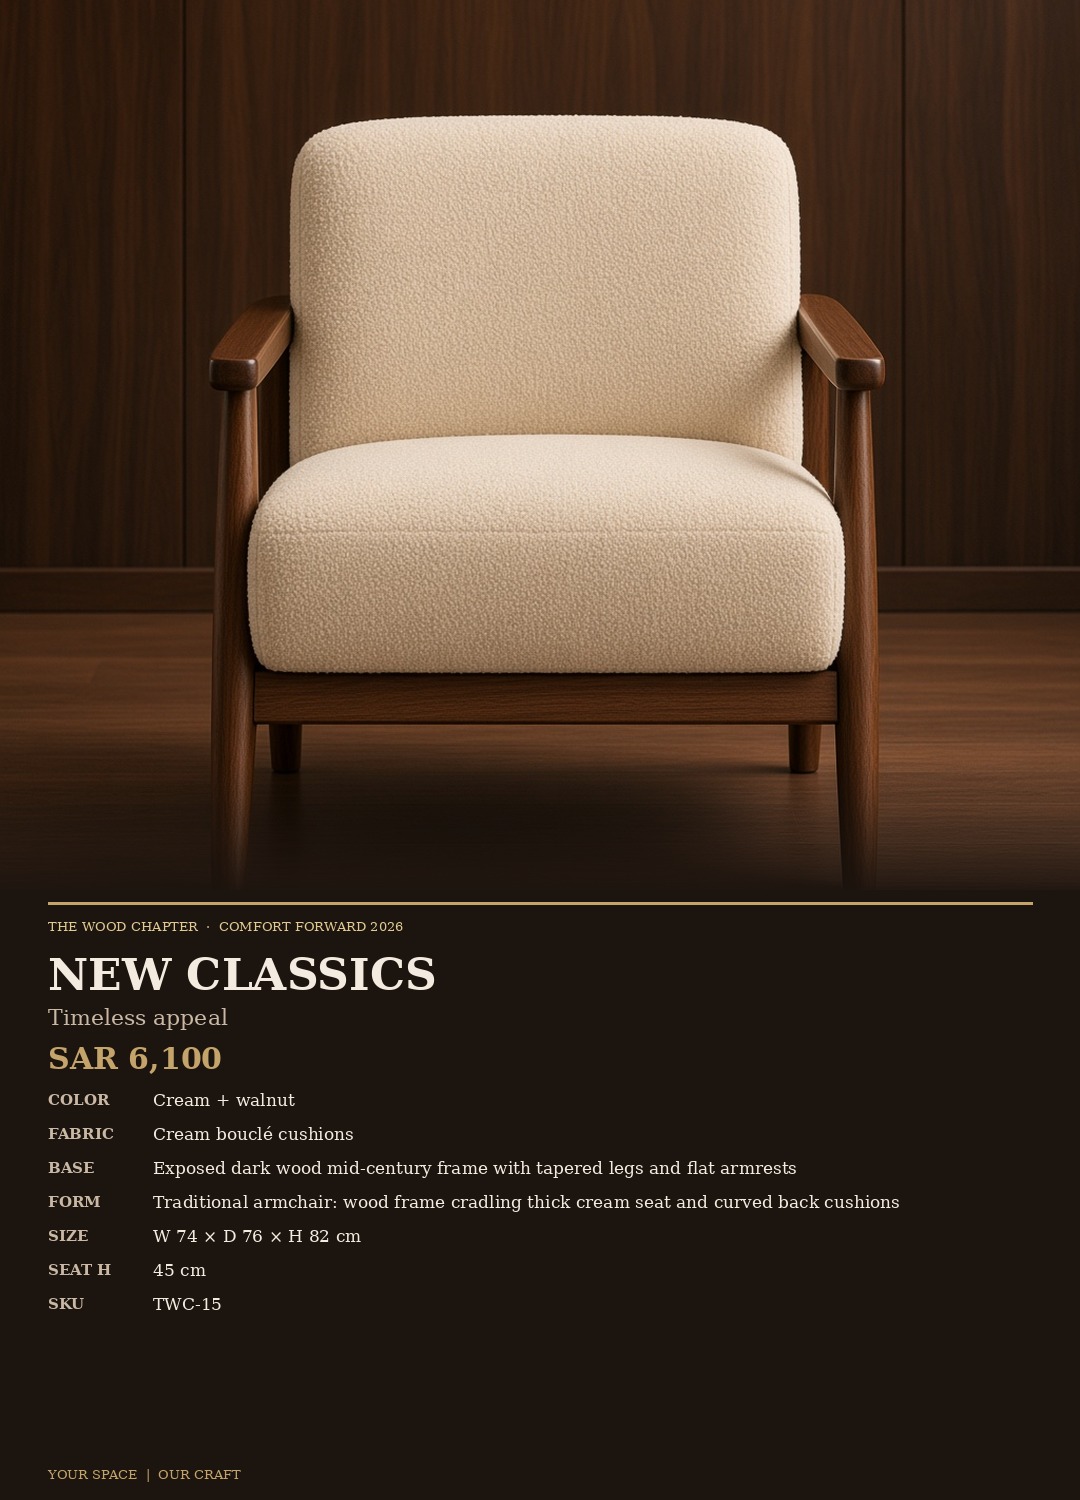 THE WOOD CHAPTER · COMFORT FORWARD 2026
NEW CLASSICS
Timeless appeal
SAR 6,100
COLOR Cream + walnut
FABRIC Cream bouclé cushions
BASE Exposed dark wood mid-century frame with tapered legs and flat armrests
FORM Traditional armchair: wood frame cradling thick cream seat and curved back cushions
SIZE W 74 × D 76 × H 82 cm
SEAT H 45 cm
SKU TWC-15
YOUR SPACE | OUR CRAFT